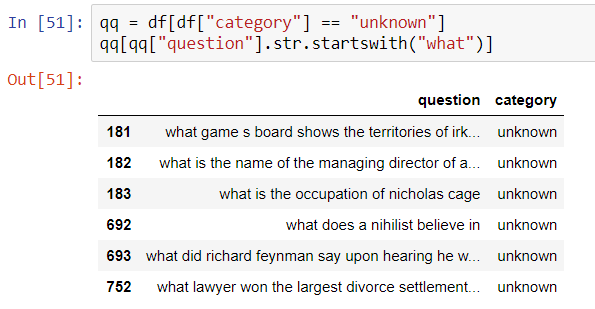 In [51]: qq = df[df["category"] == "unknown"]
qq[qq["question"].str.startswith("what")]
Out[51]:
question category
181 what game s board shows the territories of irk... unknown
182 what is the name of the managing director of a... unknown
183 what is the occupation of nicholas cage unknown
692 what does a nihilist believe in unknown
693 what did richard feynman say upon hearing he w... unknown
752 what lawyer won the largest divorce settlement... unknown